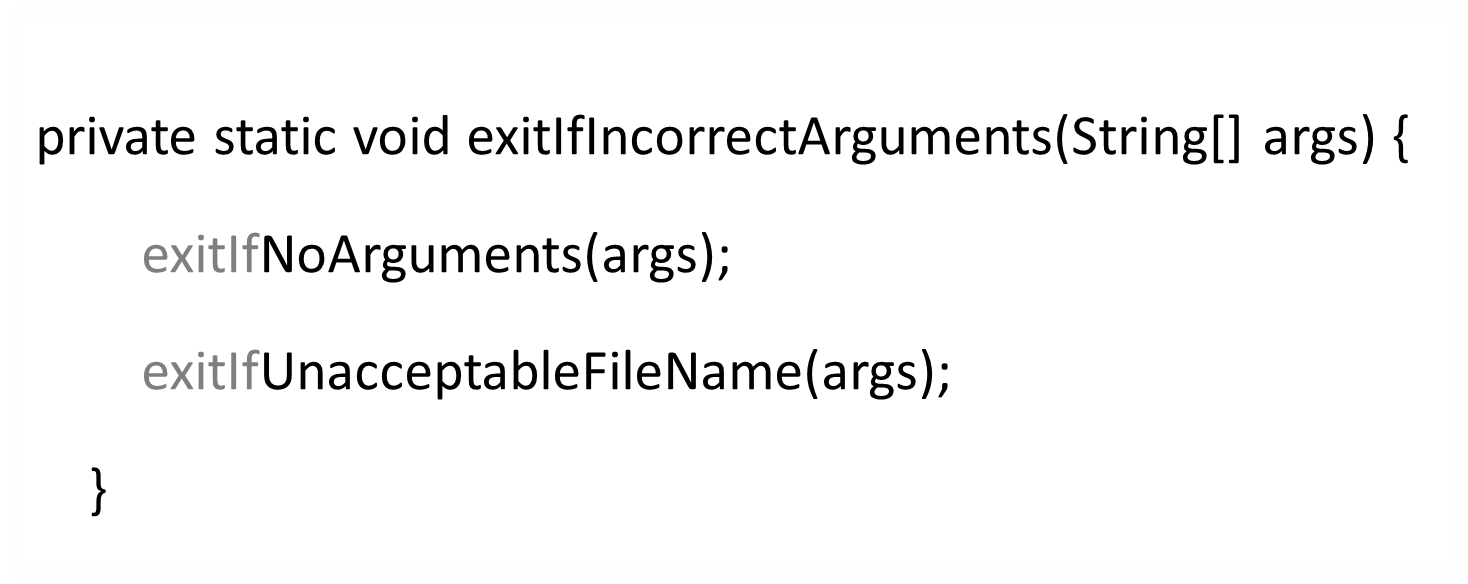 private static void exitIfIncorrectArguments(String[] args) {
exitIfNoArguments(args);
exitIfUnacceptableFileName(args);
}